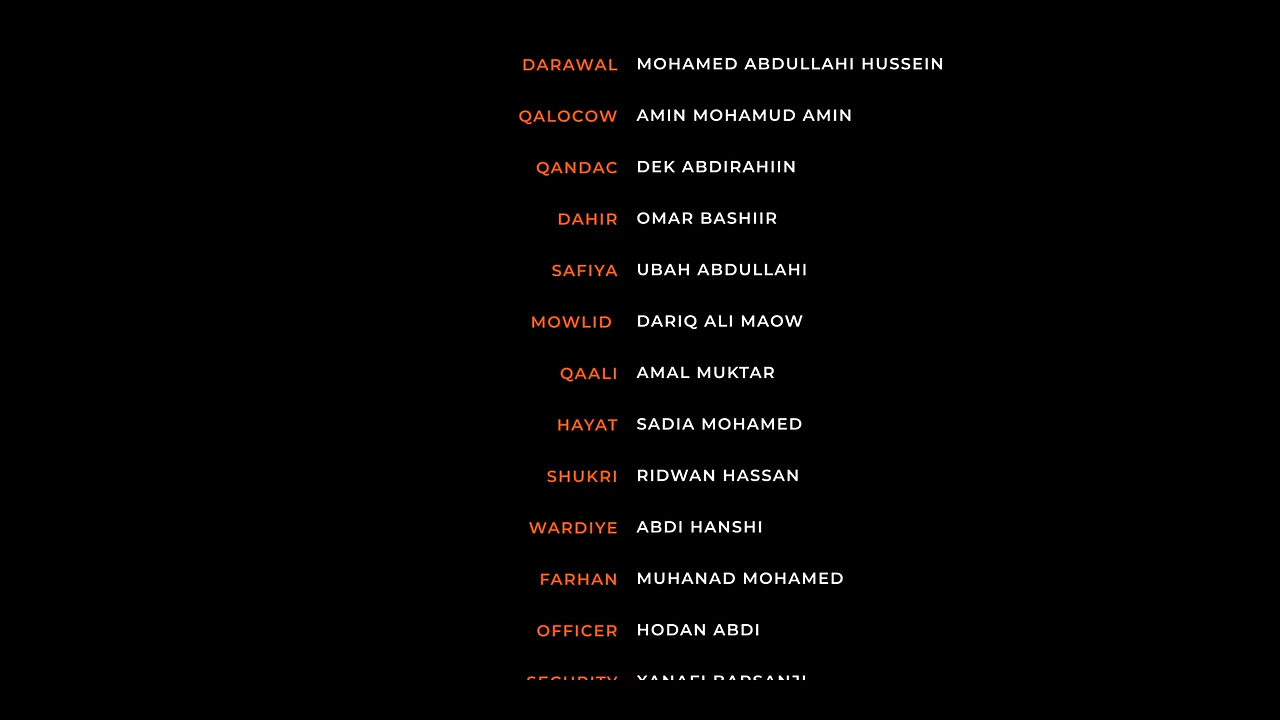 DARAWAL MOHAMED ABDULLAHI HUSSEIN
QALOCOW AMIN MOHAMUD AMIN
QANDAC DEK ABDIRAHIIN
DAHIR OMAR BASHIIR
SAFIYA UBAH ABDULLAHI
MOWLID DARIQ ALI MAOW
QAALI AMAL MUKTAR
HAYAT SADIA MOHAMED
SHUKRI RIDWAN HASSAN
WARDIYE ABDI HANSHI
FARHAN MUHANAD MOHAMED
OFFICER HODAN ABDI
SECURITY